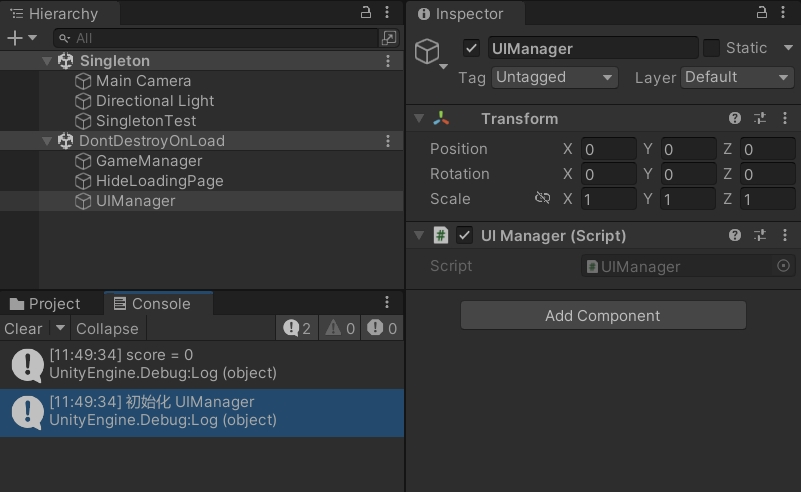 Hierarchy
All
Singleton
Main Camera
Directional Light
SingletonTest
DontDestroyOnLoad
GameManager
HideLoadingPage
UIManager
Project
Console
Clear
Collapse
2
0
0
[11:49:34] score = 0
UnityEngine.Debug:Log (object)
[11:49:34] 初始化 UIManager
UnityEngine.Debug:Log (object)
Inspector
UIManager
Static
Tag Untagged
Layer Default
Transform
Position X 0 Y 0 Z 0
Rotation X 0 Y 0 Z 0
Scale X 1 Y 1 Z 1
# UI Manager (Script)
Script # UIManager
Add Component